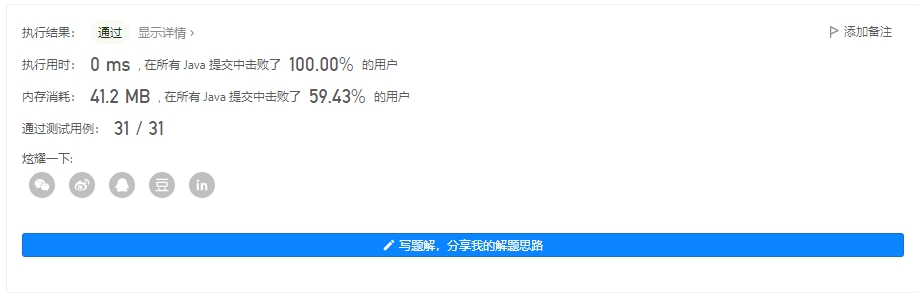 执行结果： 通过 显示详情 › 添加备注
执行用时： 0 ms , 在所有 Java 提交中击败了 100.00% 的用户
内存消耗： 41.2 MB , 在所有 Java 提交中击败了 59.43% 的用户
通过测试用例： 31 / 31
炫耀一下:
豆 in
写题解，分享我的解题思路